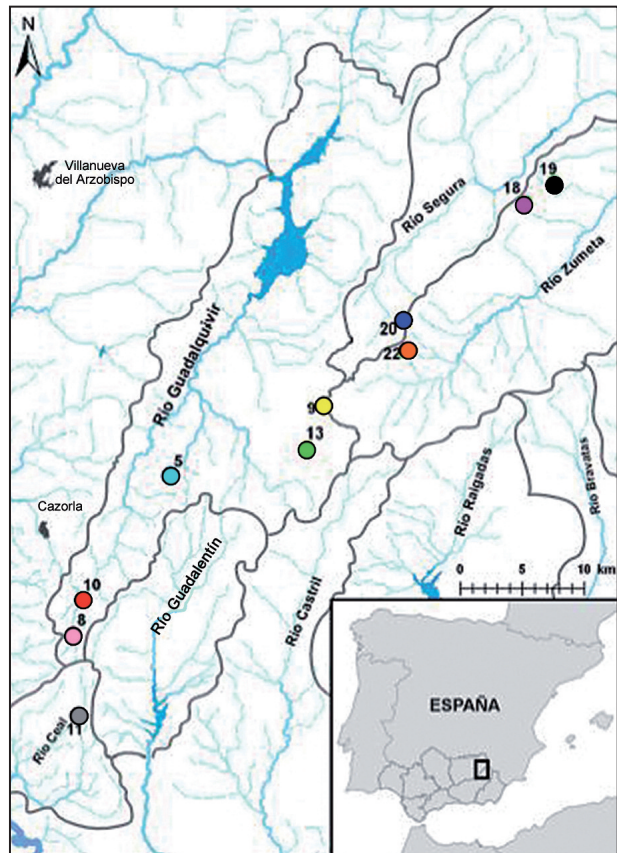 N
Villanueva
del Arzobispo
19
18
Río Segura
Río Zumeta
20
22
Río Guadalquivir
9
13
5
Río Raigadas
Río Bravatas
Cazorla
0 5 10 km
Río Guadalentín
10
8
Río Castril
11
Río Ceal
ESPAÑA